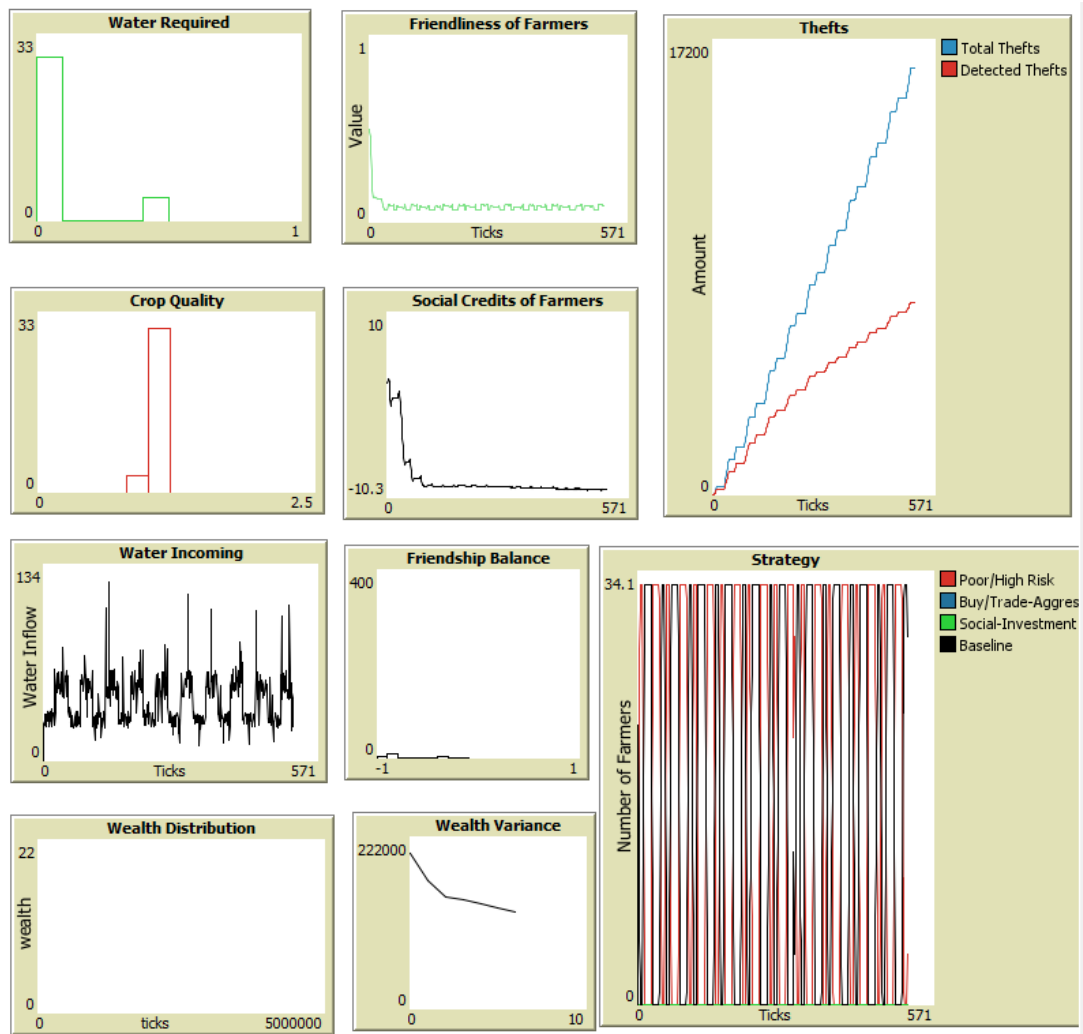 Water Required
33
0
0
1
Friendliness of Farmers
1
Value
0
0
Ticks
571
Thefts
17200
Amount
0
0
Ticks
571
Total Thefts
Detected Thefts
Crop Quality
33
0
0
2.5
Social Credits of Farmers
10
-10.3
0
571
Water Incoming
134
Water Inflow
0
0
Ticks
571
Friendship Balance
400
0
-1
1
Strategy
34.1
Number of Farmers
0
0
Ticks
571
Poor/High Risk
Buy/Trade-Aggres
Social-Investment
Baseline
Wealth Distribution
22
wealth
0
0
ticks
5000000
Wealth Variance
222000
0
0
10